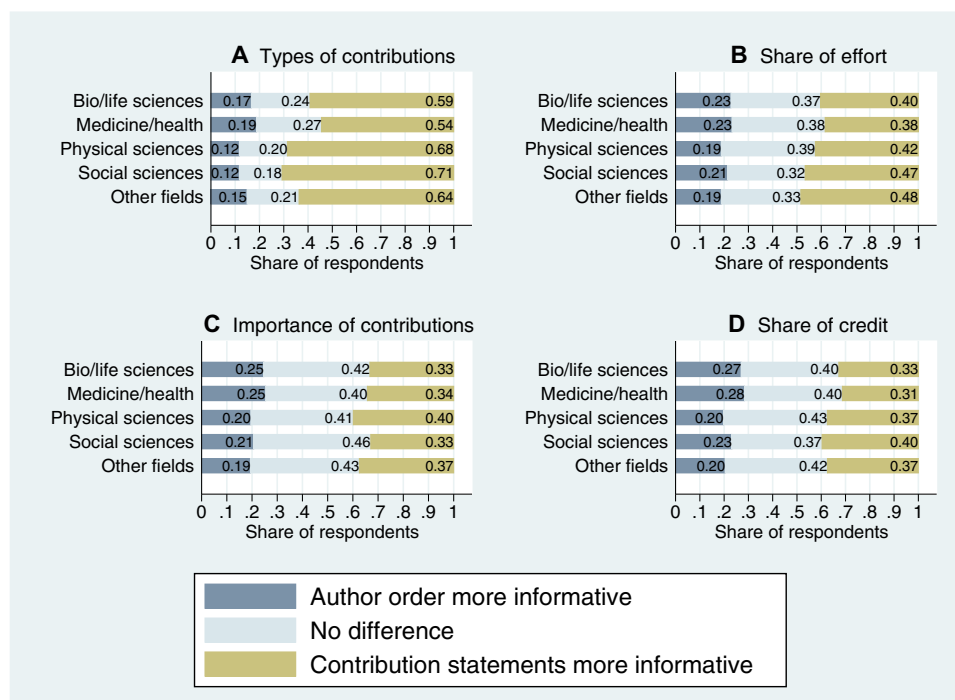 A Types of contributions
Bio/life sciences 0.17 0.24 0.59
Medicine/health 0.19 0.27 0.54
Physical sciences 0.12 0.20 0.68
Social sciences 0.12 0.18 0.71
Other fields 0.15 0.21 0.64
0 .1 .2 .3 .4 .5 .6 .7 .8 .9 1
Share of respondents
B Share of effort
Bio/life sciences 0.23 0.37 0.40
Medicine/health 0.23 0.38 0.38
Physical sciences 0.19 0.39 0.42
Social sciences 0.21 0.32 0.47
Other fields 0.19 0.33 0.48
0 .1 .2 .3 .4 .5 .6 .7 .8 .9 1
Share of respondents
C Importance of contributions
Bio/life sciences 0.25 0.42 0.33
Medicine/health 0.25 0.40 0.34
Physical sciences 0.20 0.41 0.40
Social sciences 0.21 0.46 0.33
Other fields 0.19 0.43 0.37
0 .1 .2 .3 .4 .5 .6 .7 .8 .9 1
Share of respondents
D Share of credit
Bio/life sciences 0.27 0.40 0.33
Medicine/health 0.28 0.40 0.31
Physical sciences 0.20 0.43 0.37
Social sciences 0.23 0.37 0.40
Other fields 0.20 0.42 0.37
0 .1 .2 .3 .4 .5 .6 .7 .8 .9 1
Share of respondents
Author order more informative
No difference
Contribution statements more informative